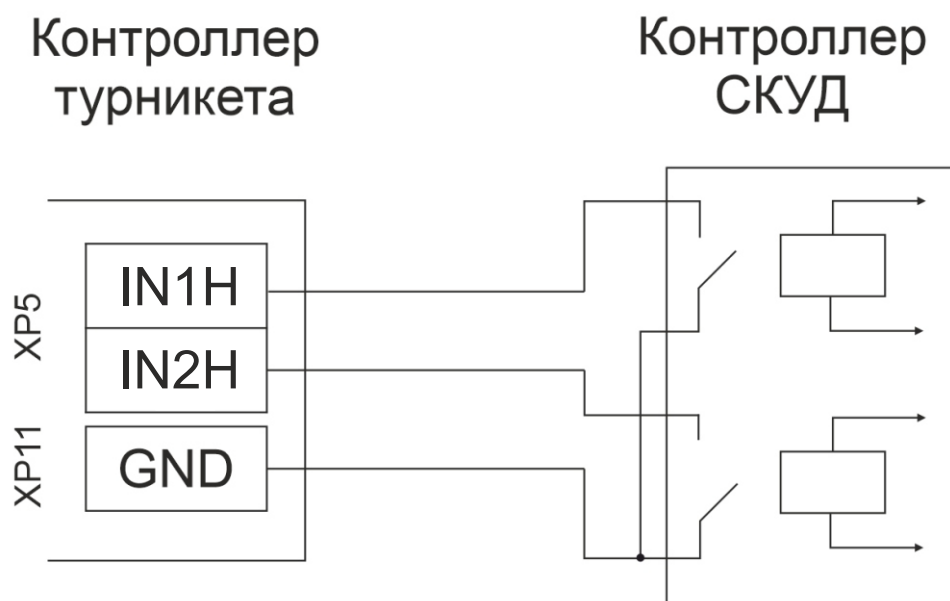 Контроллер
турникета
Контроллер
СКУД
XP5
IN1H
IN2H
XP11
GND